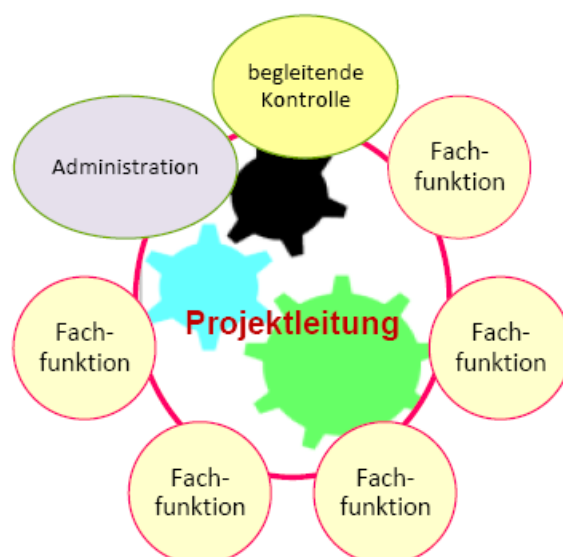 begleitende
Kontrolle
Administration
Fach-
funktion
Projektleitung
Fach-
funktion
Fach-
funktion
Fach-
funktion
Fach-
funktion